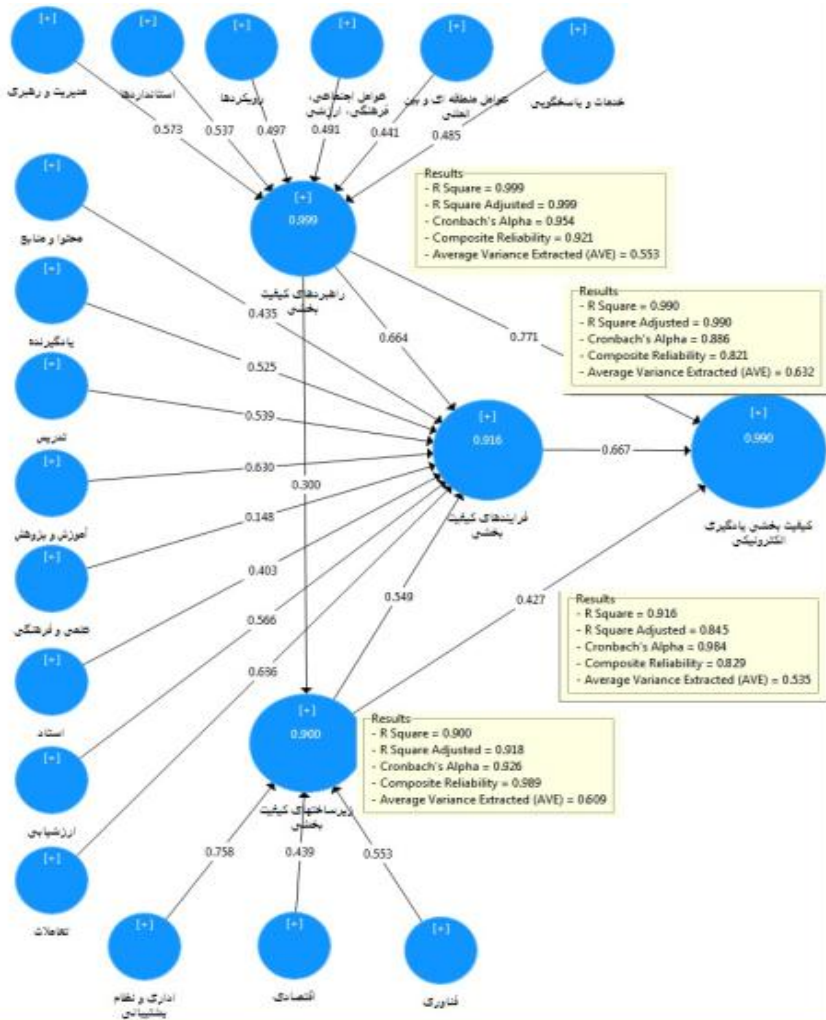 [+]
[+]
[+]
[+]
[+]
[+]
مدیریت و رهبری
استانداردها
رویکردها
عوامل اجتماعی،
فرهنگی، ارزشی
عوامل منطقه ای و بین
المللی
خدمات و پاسخگویی
0.573
0.537
0.497
0.491
0.441
0.485
[+]
محتوا و منابع
[+]
0.999
راهبردهای کیفیت
بخشی
Results
- R Square = 0.999
- R Square Adjusted = 0.999
- Cronbach's Alpha = 0.954
- Composite Reliability = 0.921
- Average Variance Extracted (AVE) = 0.553
[+]
یادگیرنده
0.435
0.664
0.771
Results
- R Square = 0.990
- R Square Adjusted = 0.990
- Cronbach's Alpha = 0.886
- Composite Reliability = 0.821
- Average Variance Extracted (AVE) = 0.632
[+]
تدریس
0.525
0.539
[+]
0.916
فرایندهای کیفیت
بخشی
0.667
[+]
0.990
کیفیت بخشی یادگیری
الکترونیکی
[+]
آموزش و پژوهش
0.630
0.300
0.148
[+]
علمی و فرهنگی
0.403
0.549
0.427
Results
- R Square = 0.916
- R Square Adjusted = 0.845
- Cronbach's Alpha = 0.984
- Composite Reliability = 0.829
- Average Variance Extracted (AVE) = 0.535
[+]
استاد
0.566
0.636
[+]
0.900
زیرساختهای کیفیت
بخشی
Results
- R Square = 0.900
- R Square Adjusted = 0.918
- Cronbach's Alpha = 0.926
- Composite Reliability = 0.989
- Average Variance Extracted (AVE) = 0.609
[+]
ارزشیابی
[+]
تعاملات
0.758
0.439
0.553
[+]
[+]
[+]
اداری و نظام
پشتیبانی
اقتصادی
فناوری